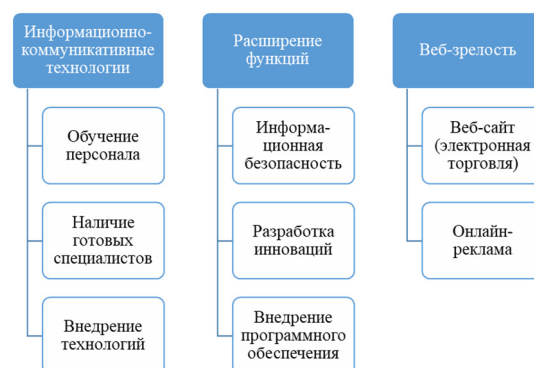 Информационно-
коммуникативные
технологии
Обучение
персонала
Наличие
готовых
специалистов
Внедрение
технологий
Расширение
функций
Информа-
ционная
безопасность
Разработка
инноваций
Внедрение
программного
обеспечения
Веб-зрелость
Веб-сайт
(электронная
торговля)
Онлайн-
реклама